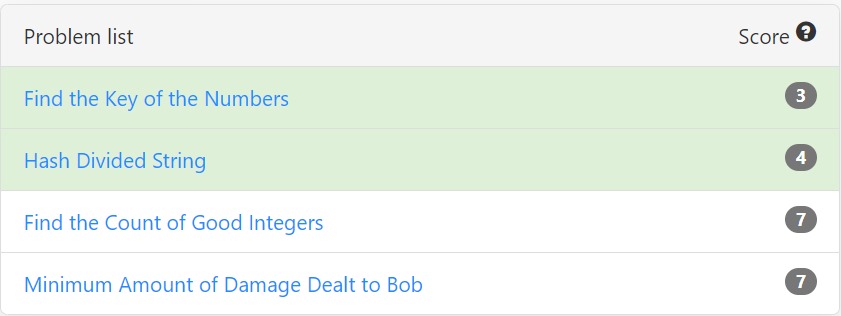 Problem list Score ?
Find the Key of the Numbers 3
Hash Divided String 4
Find the Count of Good Integers 7
Minimum Amount of Damage Dealt to Bob 7